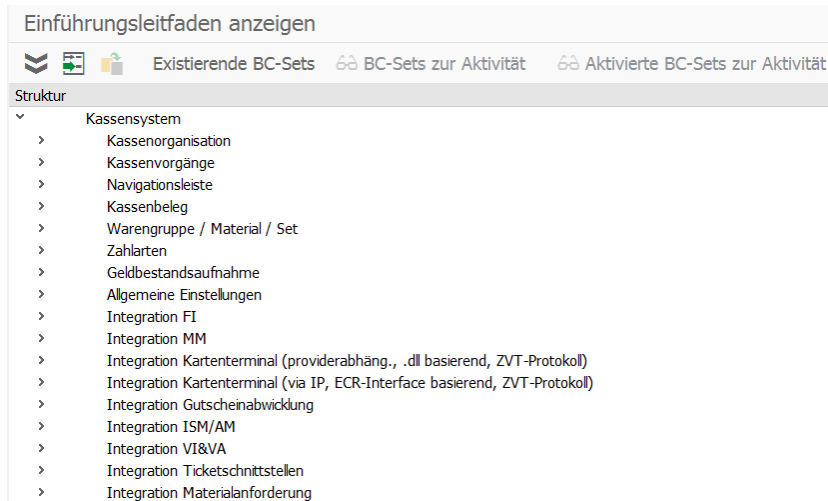 Einführungsleitfaden anzeigen
Existierende BC-Sets BC-Sets zur Aktivität Aktivierte BC-Sets zur Aktivität
Struktur
Kassensystem
Kassenorganisation
Kassenvorgänge
Navigationsleiste
Kassenbeleg
Warengruppe / Material / Set
Zahlarten
Geldbestandsaufnahme
Allgemeine Einstellungen
Integration FI
Integration MM
Integration Kartenterminal (providerabhäng., .dll basierend, ZVT-Protokoll)
Integration Kartenterminal (via IP, ECR-Interface basierend, ZVT-Protokoll)
Integration Gutscheinabwicklung
Integration ISM/AM
Integration VI&VA
Integration Ticketschnittstellen
Integration Materialanforderung